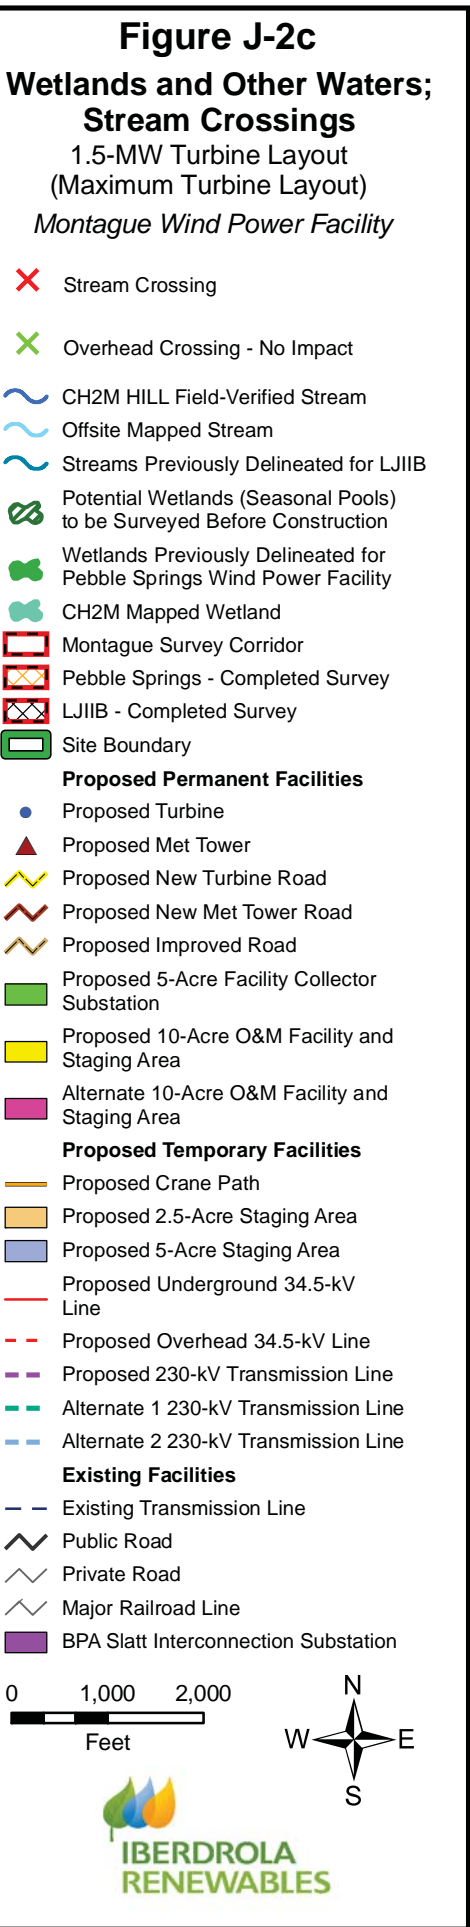 Figure J-2c
Wetlands and Other Waters;
Stream Crossings
1.5-MW Turbine Layout
(Maximum Turbine Layout)
Montague Wind Power Facility
Stream Crossing
Overhead Crossing - No Impact
CH2M HILL Field-Verified Stream
Offsite Mapped Stream
Streams Previously Delineated for LJIIB
Potential Wetlands (Seasonal Pools)
to be Surveyed Before Construction
Wetlands Previously Delineated for
Pebble Springs Wind Power Facility
CH2M Mapped Wetland
Montague Survey Corridor
Pebble Springs - Completed Survey
LJIIB - Completed Survey
Site Boundary
Proposed Permanent Facilities
Proposed Turbine
Proposed Met Tower
Proposed New Turbine Road
Proposed New Met Tower Road
Proposed Improved Road
Proposed 5-Acre Facility Collector
Substation
Proposed 10-Acre O&M Facility and
Staging Area
Alternate 10-Acre O&M Facility and
Staging Area
Proposed Temporary Facilities
Proposed Crane Path
Proposed 2.5-Acre Staging Area
Proposed 5-Acre Staging Area
Proposed Underground 34.5-kV
Line
Proposed Overhead 34.5-kV Line
Proposed 230-kV Transmission Line
Alternate 1 230-kV Transmission Line
Alternate 2 230-kV Transmission Line
Existing Facilities
Existing Transmission Line
Public Road
Private Road
Major Railroad Line
BPA Slatt Interconnection Substation
0 1,000 2,000
Feet
N
W E
S
IBERDROLA
RENEWABLES